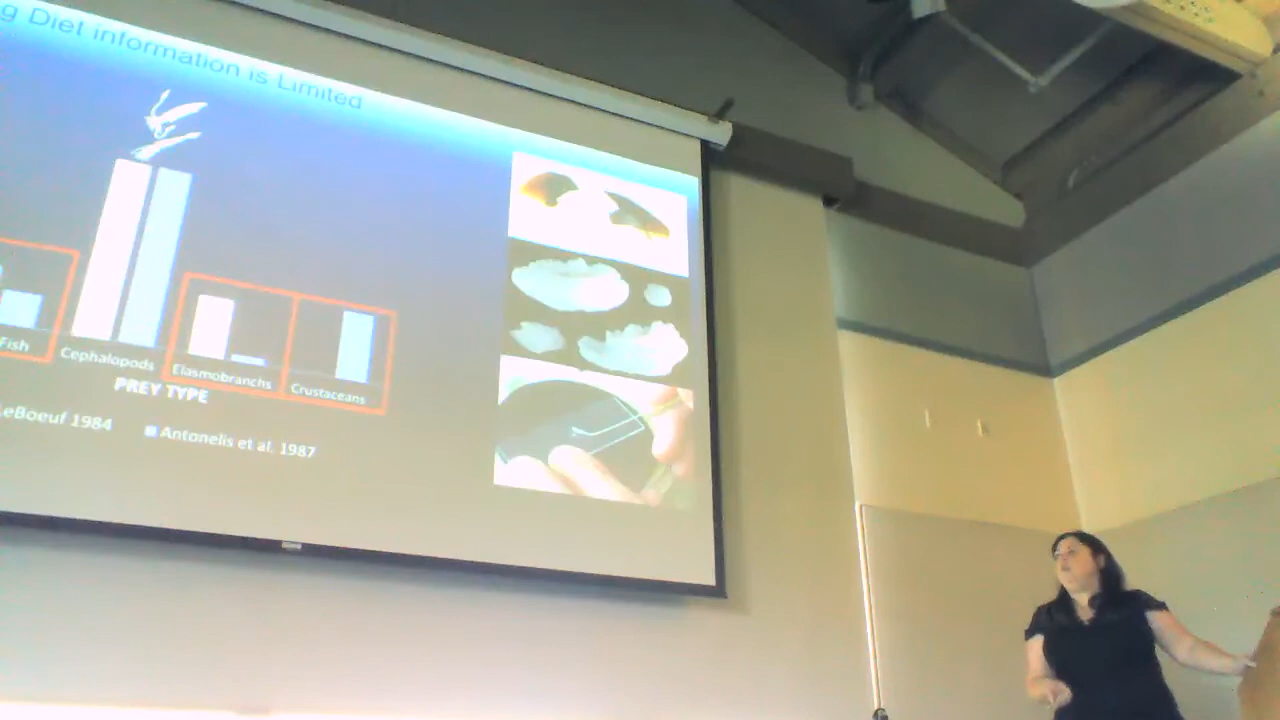 g Diet information is Limited
Fish
Cephalopods
Elasmobranchs
Crustaceans
PREY TYPE
LeBoeuf 1984
Antonelis et al. 1987